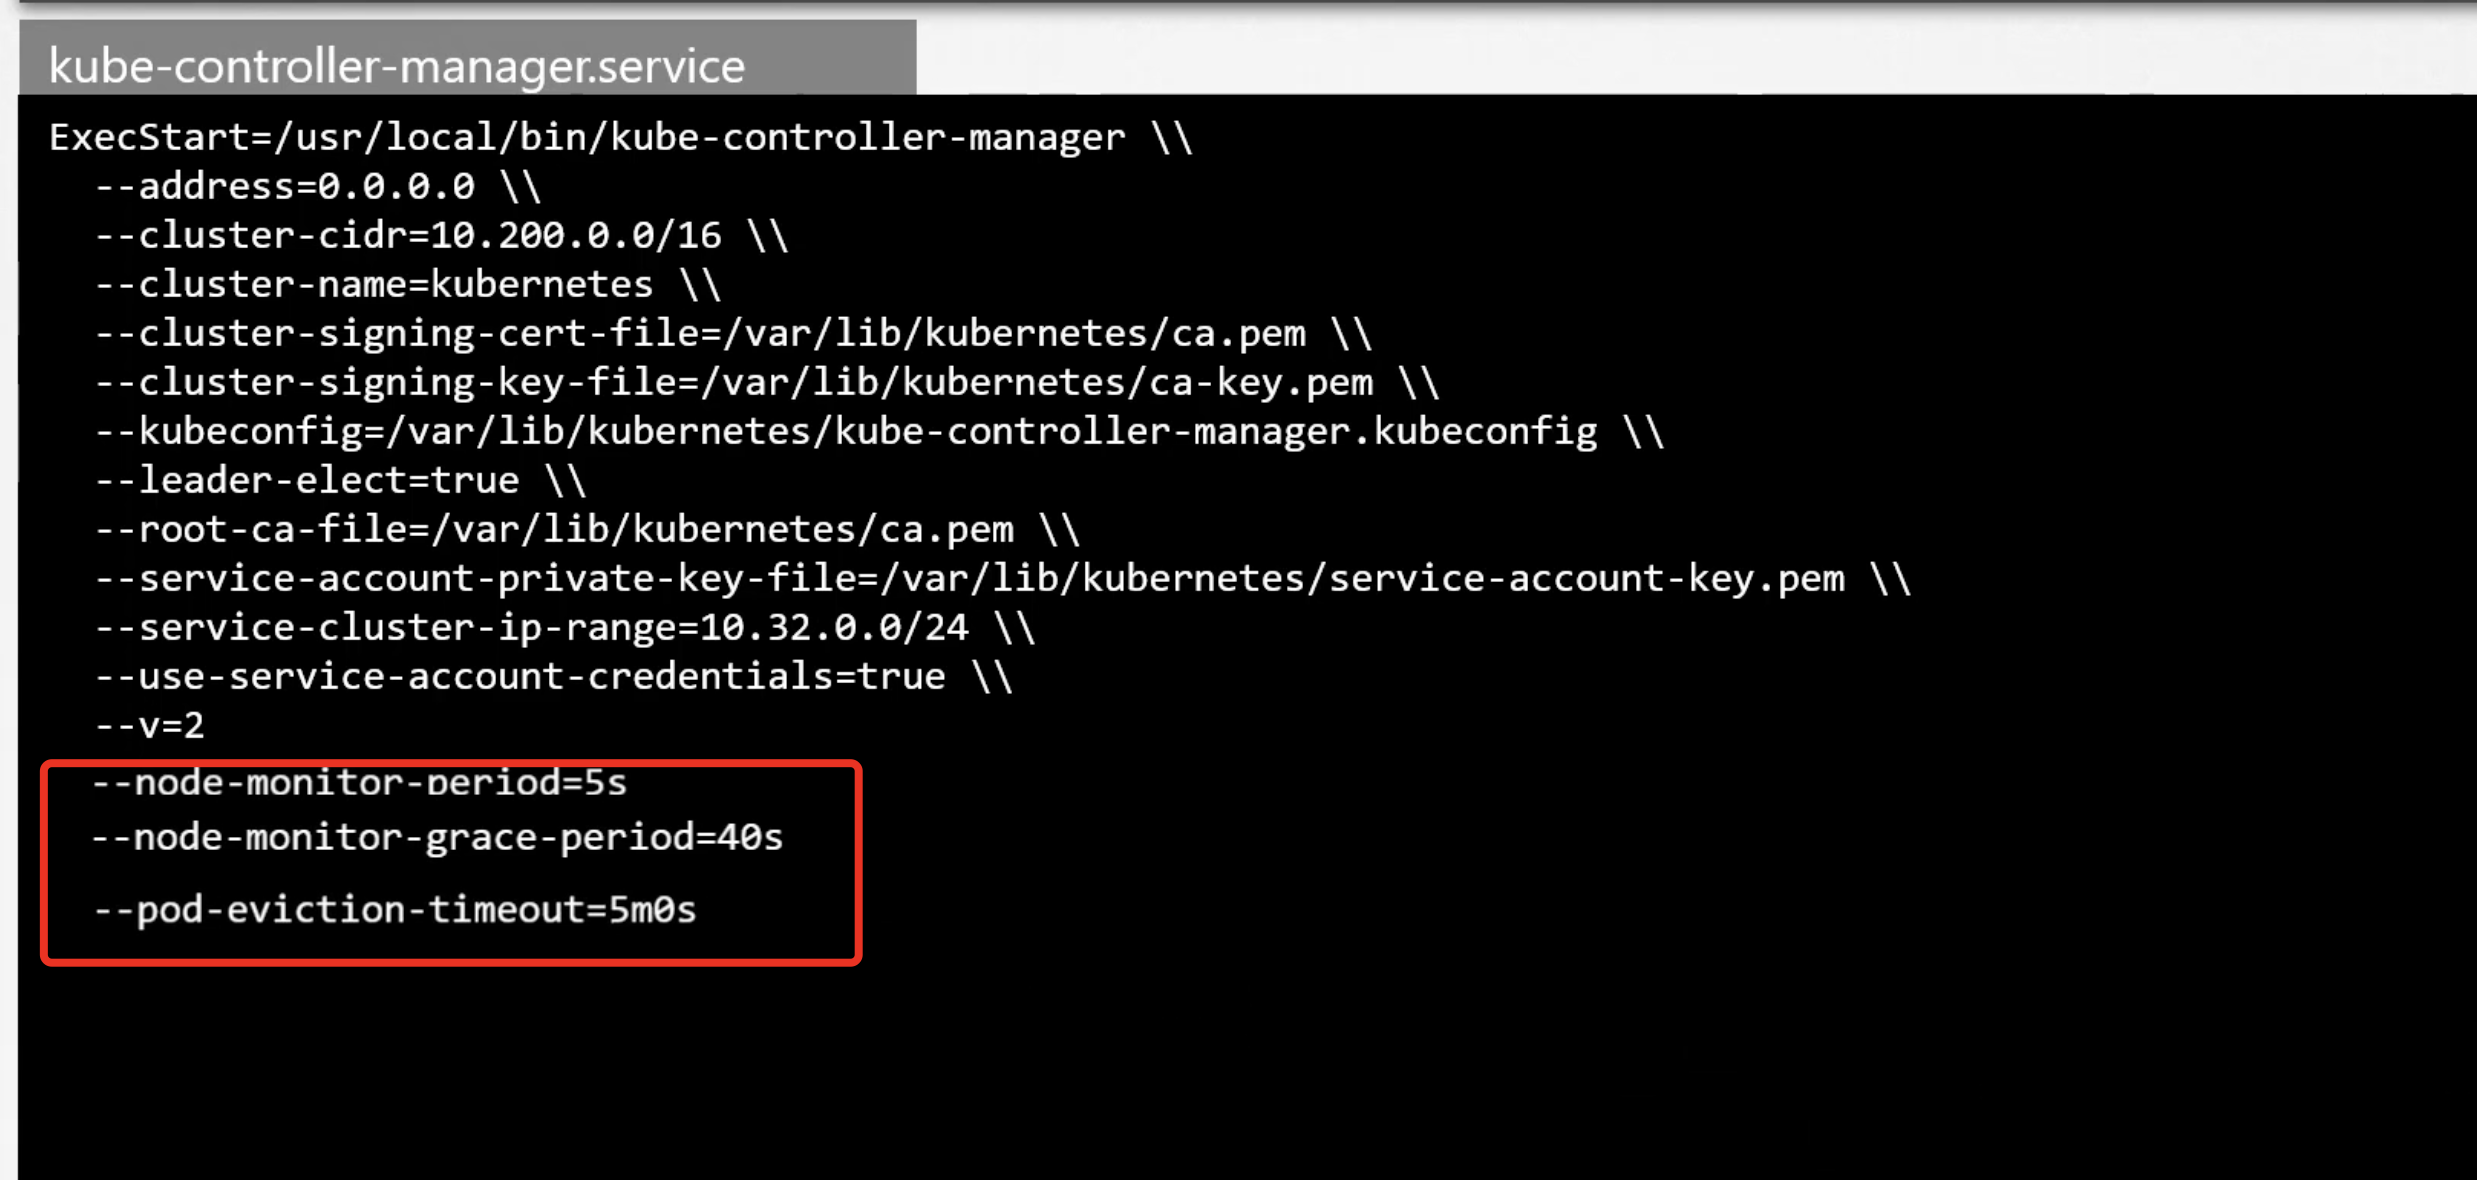 kube-controller-manager.service
ExecStart=/usr/local/bin/kube-controller-manager \\
--address=0.0.0.0 \\
--cluster-cidr=10.200.0.0/16 \\
--cluster-name=kubernetes \\
--cluster-signing-cert-file=/var/lib/kubernetes/ca.pem \\
--cluster-signing-key-file=/var/lib/kubernetes/ca-key.pem \\
--kubeconfig=/var/lib/kubernetes/kube-controller-manager.kubeconfig \\
--leader-elect=true \\
--root-ca-file=/var/lib/kubernetes/ca.pem \\
--service-account-private-key-file=/var/lib/kubernetes/service-account-key.pem \\
--service-cluster-ip-range=10.32.0.0/24 \\
--use-service-account-credentials=true \\
--v=2
--node-monitor-period=5s
--node-monitor-grace-period=40s
--pod-eviction-timeout=5m0s